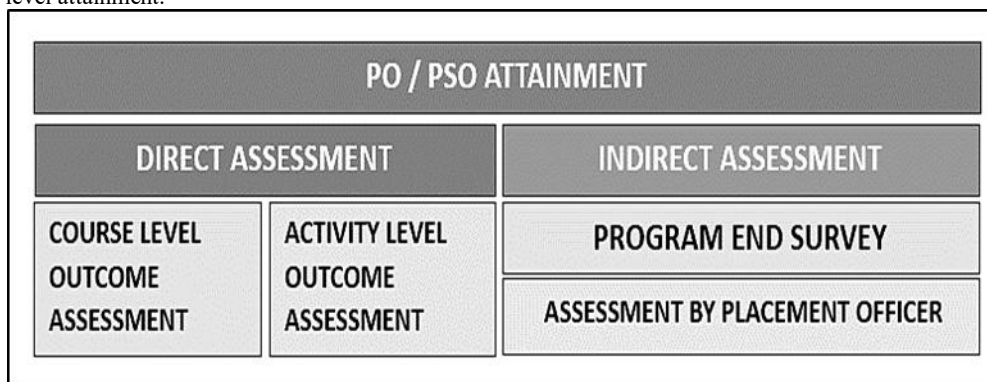 level attainment.
PO / PSO ATTAINMENT
DIRECT ASSESSMENT
INDIRECT ASSESSMENT
COURSE LEVEL
OUTCOME
ASSESSMENT
ACTIVITY LEVEL
OUTCOME
ASSESSMENT
PROGRAM END SURVEY
ASSESSMENT BY PLACEMENT OFFICER